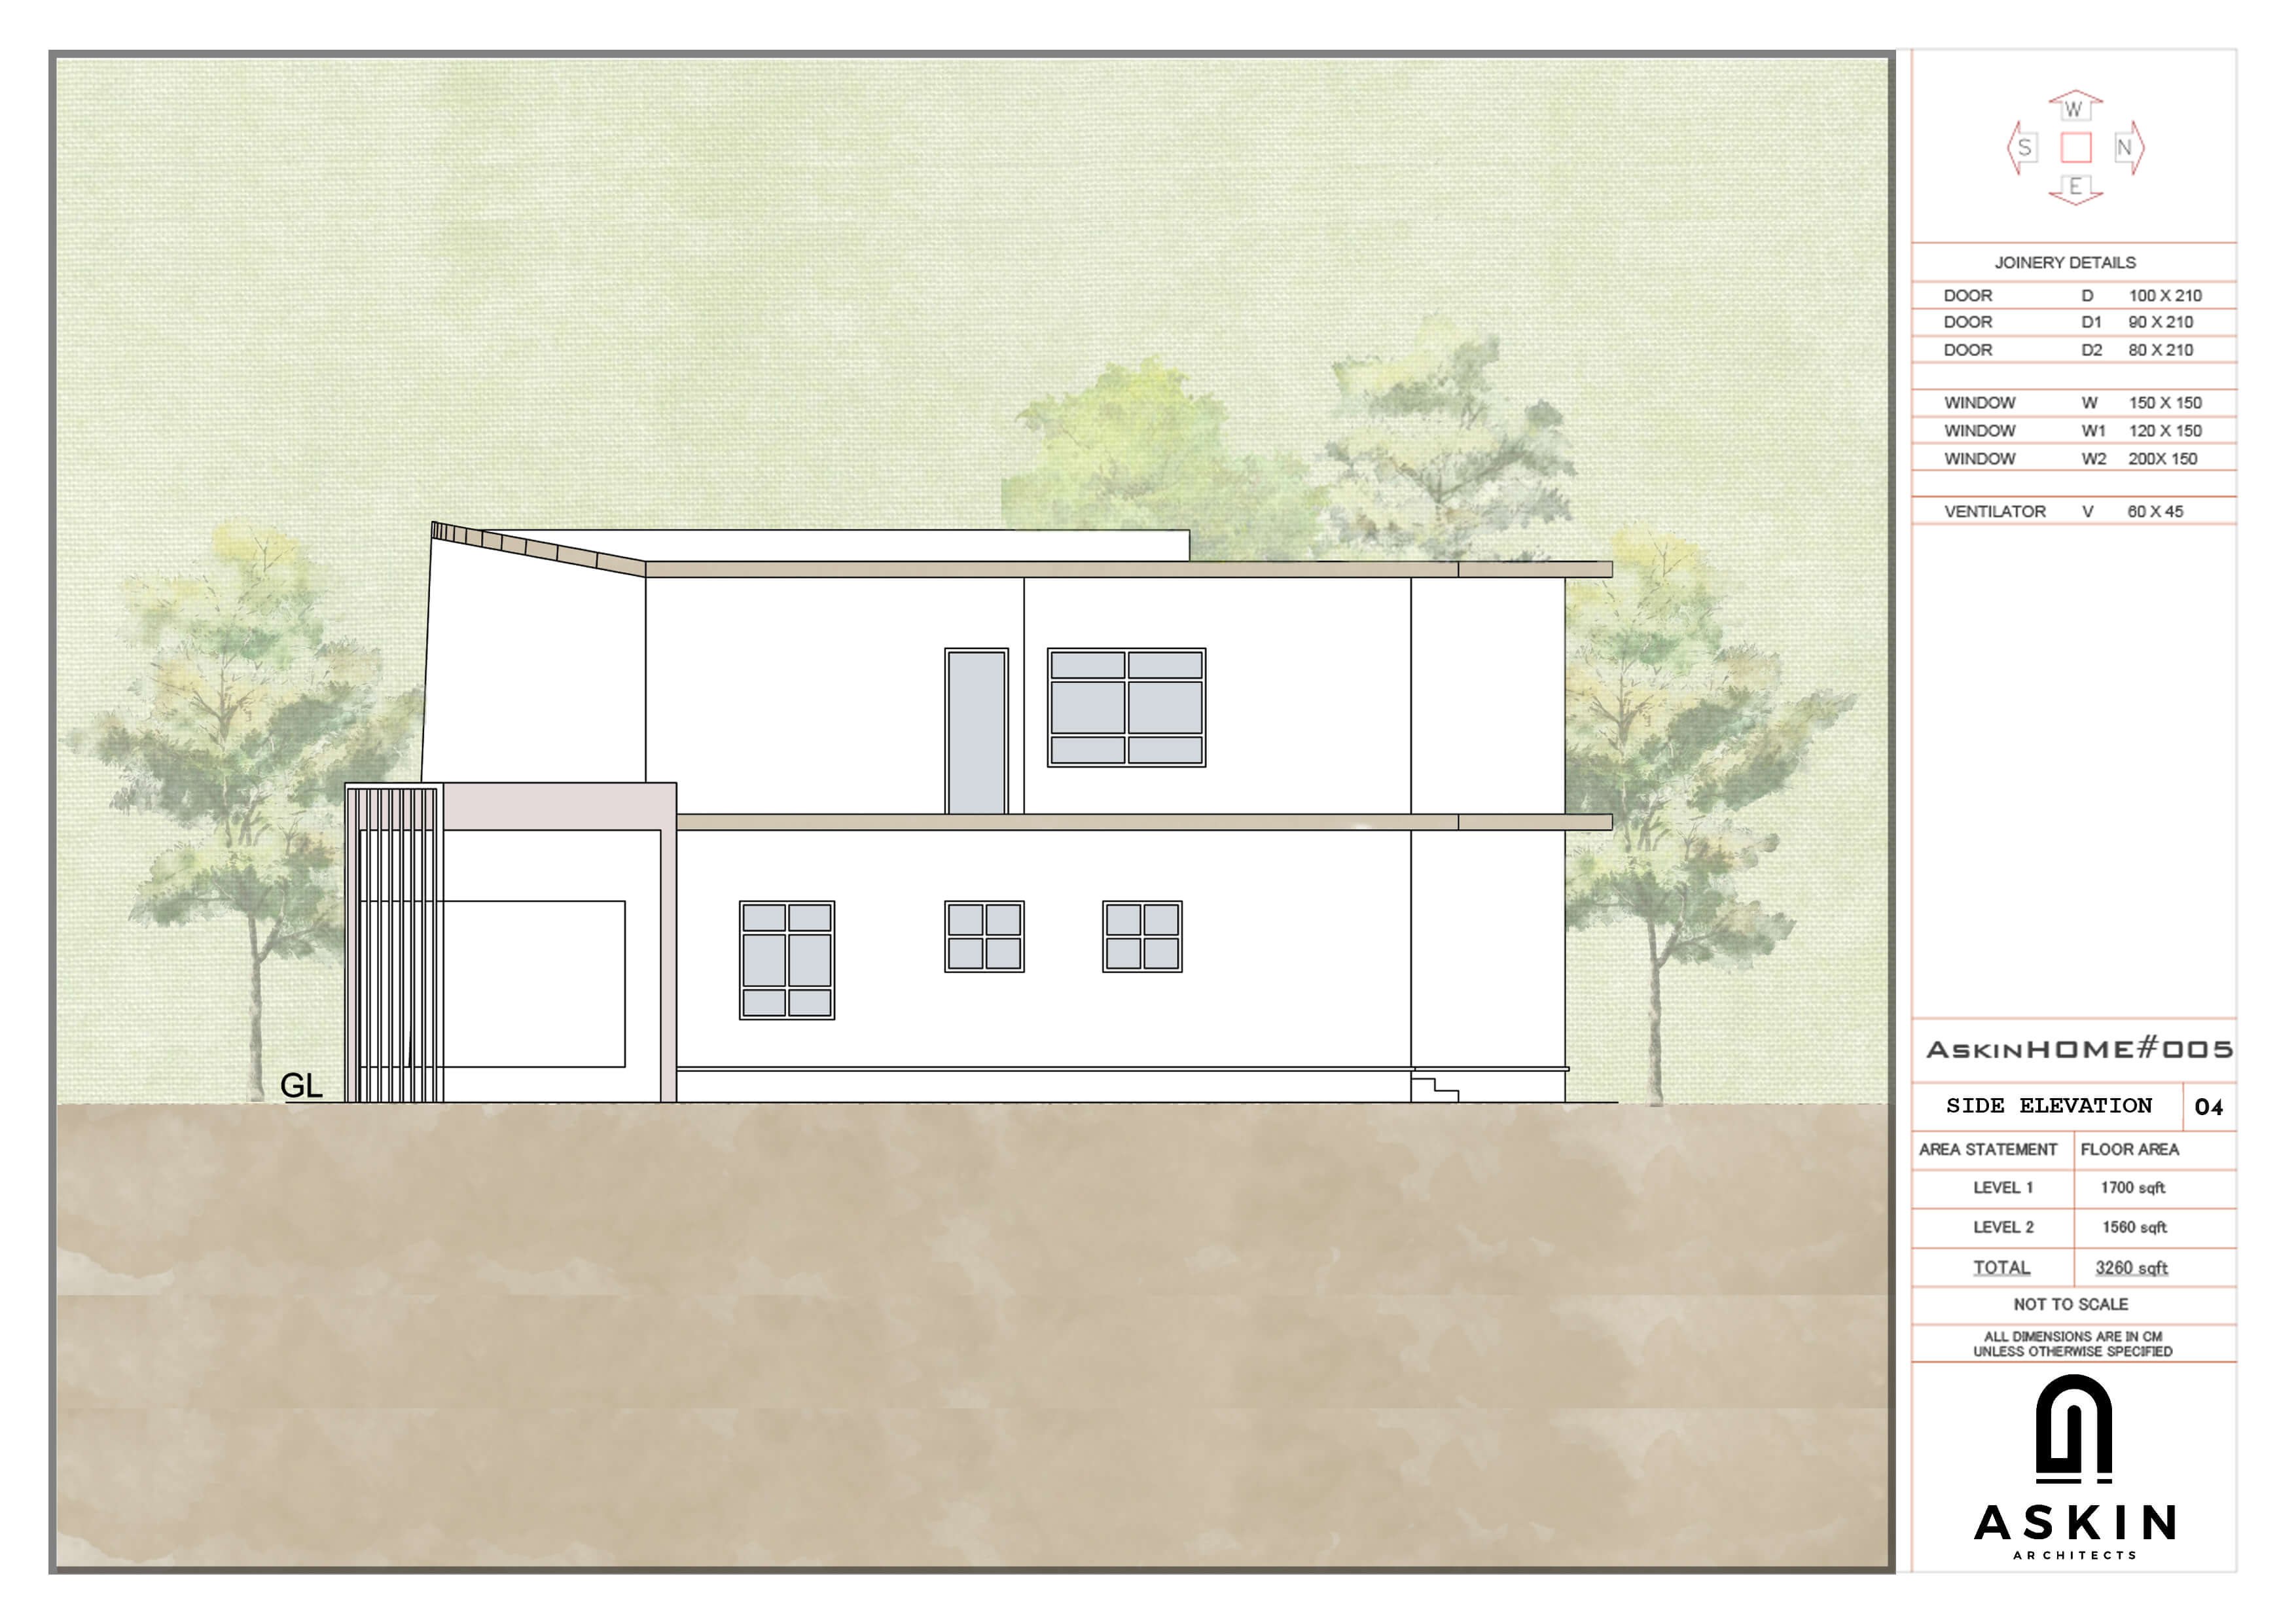 W
S N
E
JOINERY DETAILS
DOOR D 100 X 210
DOOR D1 90 X 210
DOOR D2 80 X 210
WINDOW W 150 X 150
WINDOW W1 120 X 150
WINDOW W2 200X 150
VENTILATOR V 60 X 45
GL
ASKINHOME#005
SIDE ELEVATION 04
AREA STATEMENT FLOOR AREA
LEVEL 1 1700 sqft
LEVEL 2 1560 sqft
TOTAL 3260 sqft
NOT TO SCALE
ALL DIMENSIONS ARE IN CM
UNLESS OTHERWISE SPECIFIED
ASKIN
ARCHITECTS